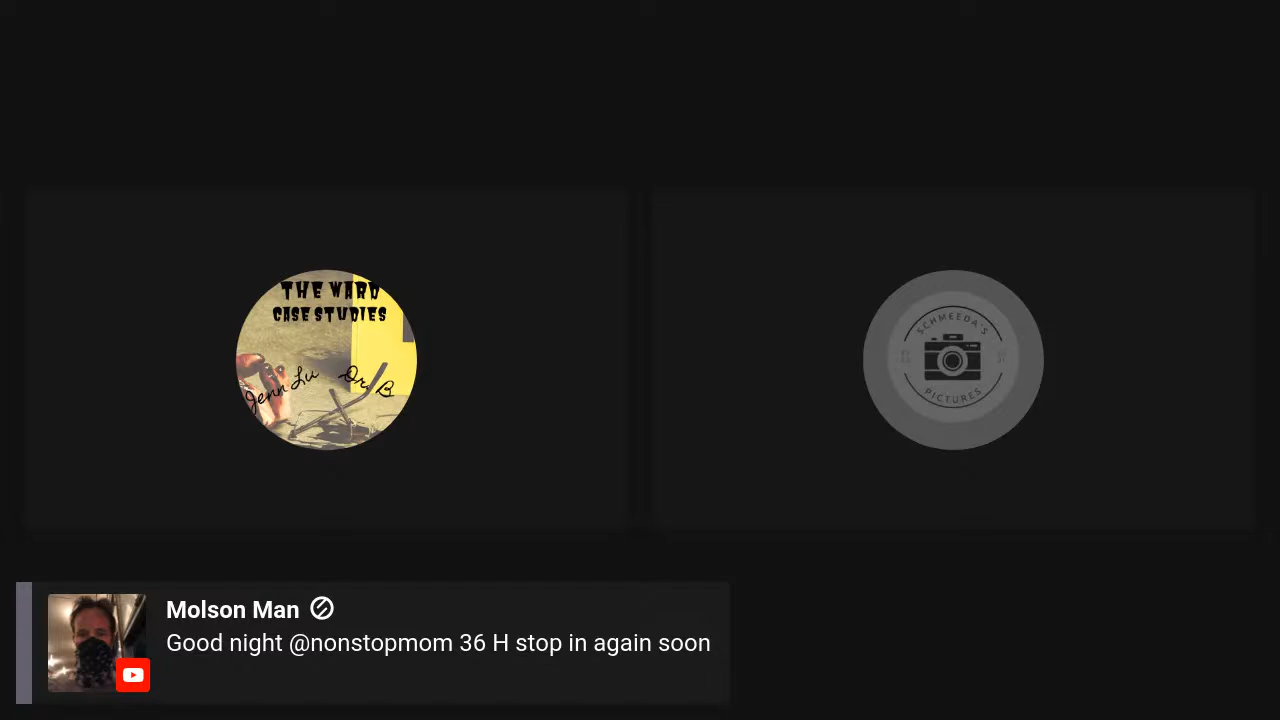 THE WARD
CASE STUDIES
Jenn Lu Dr. B
SCHMEEDA'S
PICTURES
Molson Man
Good night @nonstopmom 36 H stop in again soon